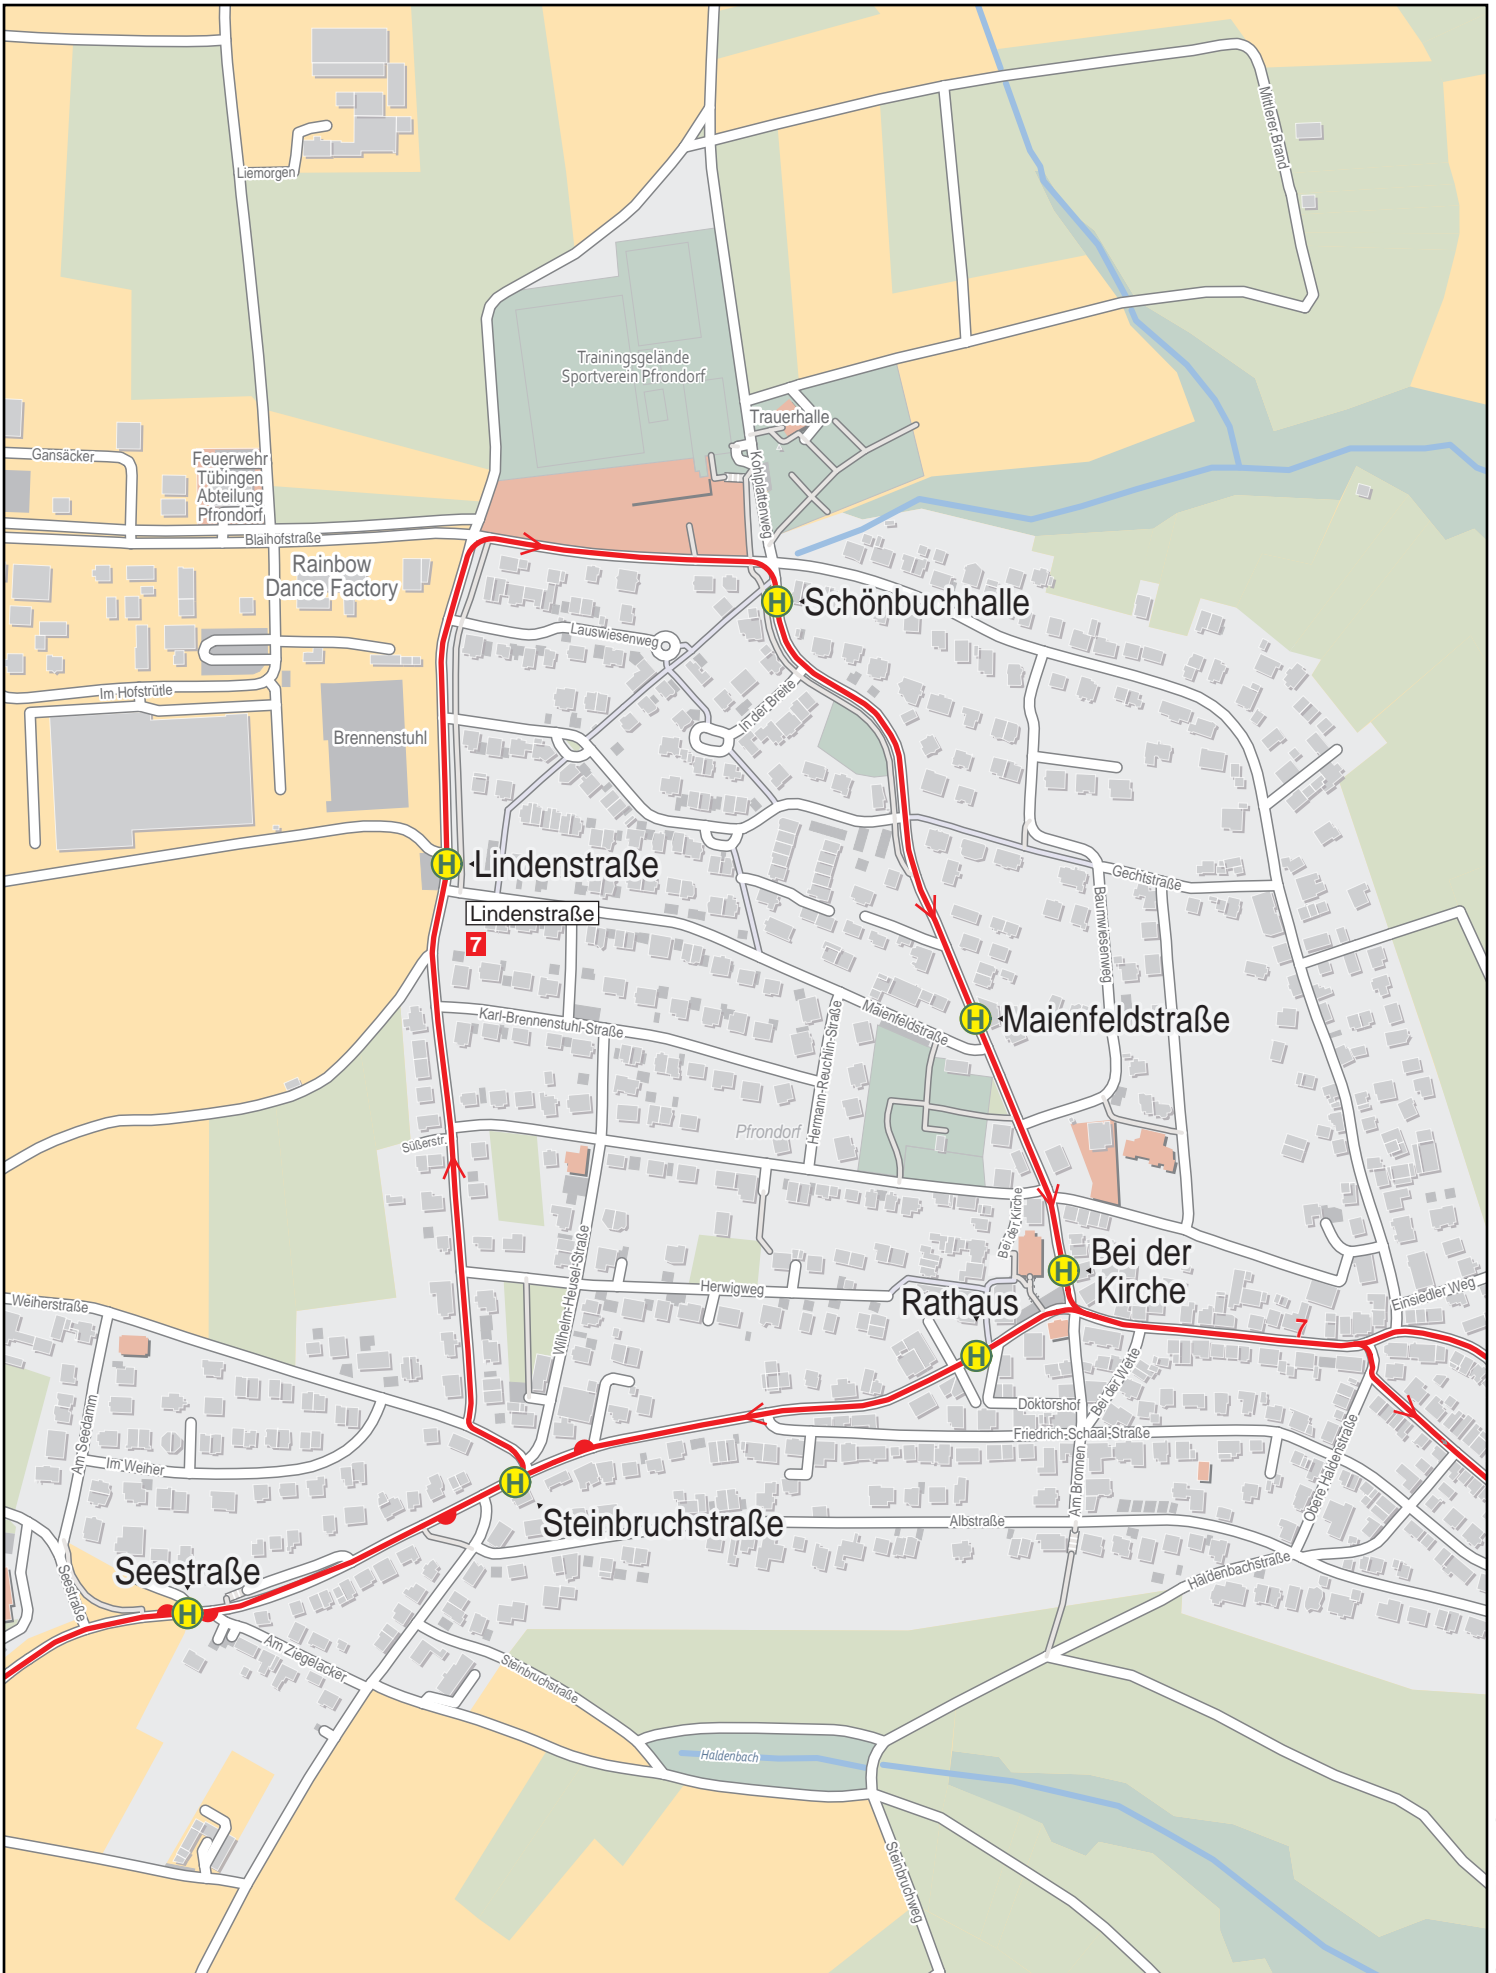 Mittlerer Brand
Liemorgen
Trainingsgelände
Sportverein Pfrondorf
Trauerhalle
Kohlplattenweg
Gansäcker
Feuerwehr
Tübingen
Abteilung
Pfrondorf
Blaihofstraße
Rainbow
Dance Factory
H
Schönbuchhalle
Lauswiesenweg
Im Hofstrütle
In der Breite
Brennenstuhl
H
Lindenstraße
Gechtstraße
Baumwiesenweg
Lindenstraße
7
Karl-Brennenstuhl-Straße
Hermann-Reuchlin-Straße
Maienfeldstraße
H
Maienfeldstraße
Pfrondorf
Süßerstr.
Bei der Kirche
Wilhelm-Heusel-Straße
H
Bei der
Kirche
Herwigweg
Rathaus
H
Weiherstraße
Einsiedler Weg
7
Bei der Wette
Doktorshof
Friedrich-Schaal-Straße
Am Seedamm
Im Weiher
Am Bronnen
Obere Haldenstraße
H
Steinbruchstraße
Albstraße
Seestraße
H
Seestraße
Haldenbachstraße
Am Ziegelacker
Steinbruchstraße
Haldenbach
Steinbruchweg